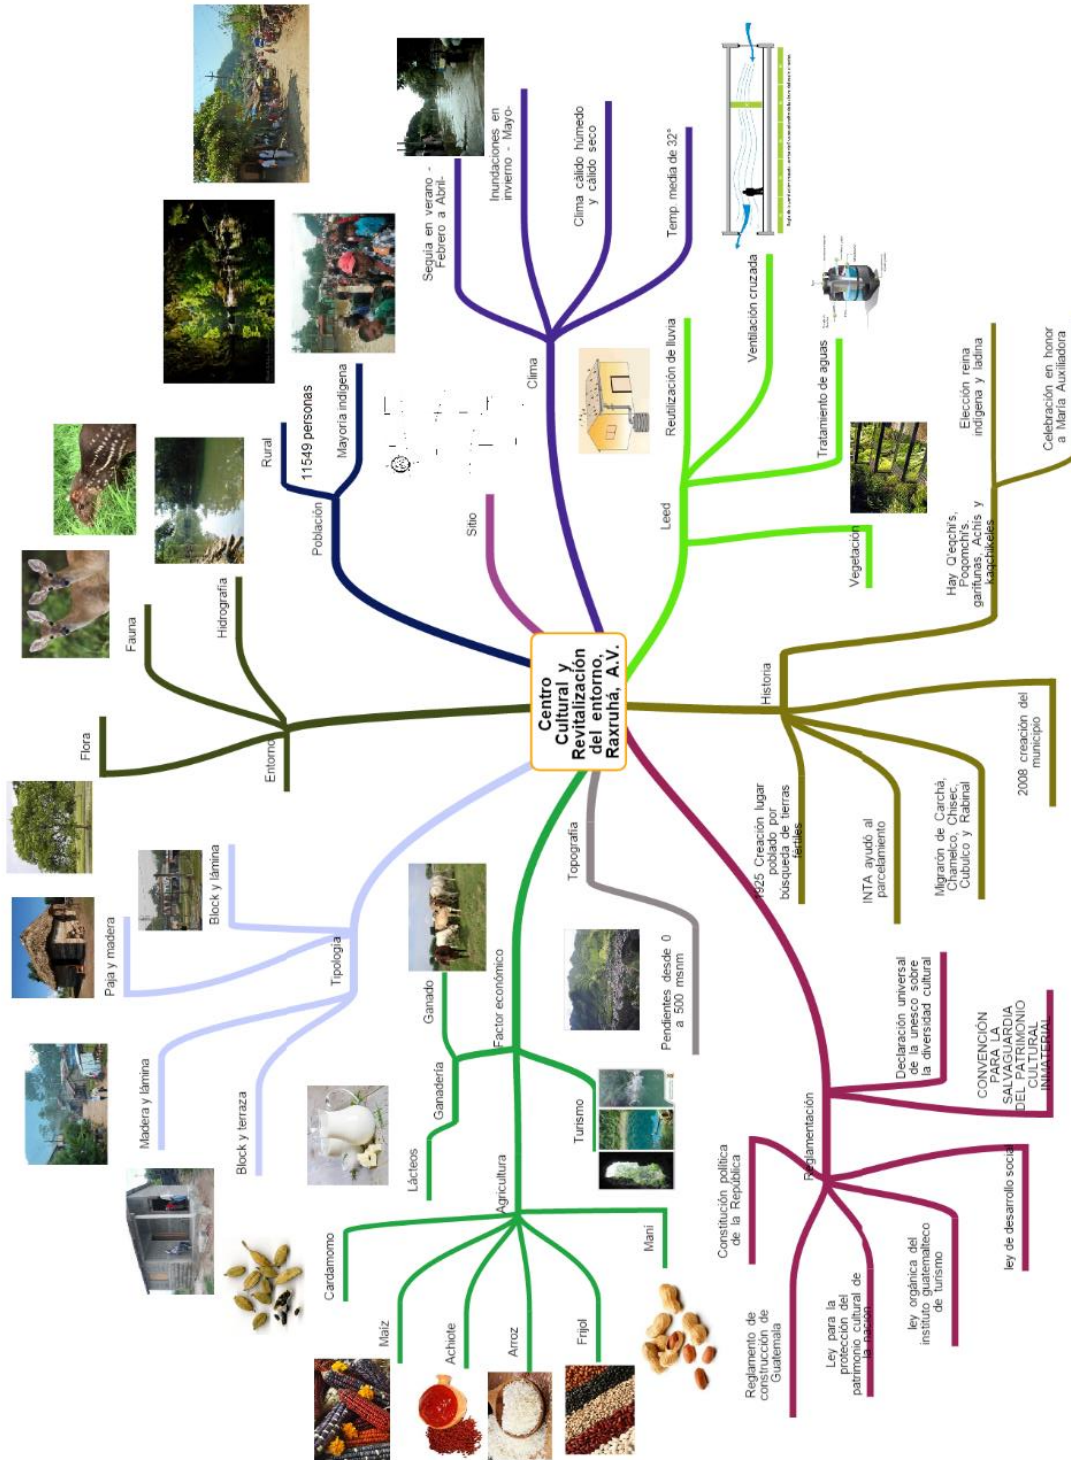 Centro
Cultural y
Revitalización
del entorno,
Raxruhá, A.V.
Entorno
Flora
Fauna
Hidrografía
Población
Rural
11549 personas
Mayoría indígena
Sitio
Clima
Sequia en verano -
Febrero a Abril-
Inundaciones en
invierno - Mayo-
Clima cálido húmedo
y cálido seco
Temp. media de 32°
Leed
Reutilización de lluvia
Ventilación cruzada
Tratamiento de aguas
Vegetación
Historia
Hay Q'eqchi's,
Poqomchi's,
garifunas, Achis y
kaqchikeles
Elección reina
indígena y ladina
Celebración en honor
a María Auxiliadora
2008 creación del
municipio
Migrarón de Carchá,
Chamelco, Chisec,
Cubulco y Rabinal
INTA ayudó al
parcelamiento
1925 Creación lugar
poblado por
búsqueda de tierras
fértiles
Reglamentación
Declaración universal
de la unesco sobre
la diversidad cultural
CONVENCIÓN
PARA LA
SALVAGUARDIA
DEL PATRIMONIO
CULTURAL
INMATERIAL
Constitución política
de la República
Reglamento de
construcción de
Guatemala
Ley para la
protección del
patrimonio cultural de
la nación
ley orgánica del
instituto guatemalteco
de turismo
ley de desarrollo social
Topografía
Pendientes desde 0
a 500 msnm
Factor económico
Ganadería
Ganado
Lácteos
Turismo
Agricultura
Cardamomo
Maíz
Achiote
Arroz
Frijol
Maní
Tipología
Block y lámina
Paja y madera
Madera y lámina
Block y terraza